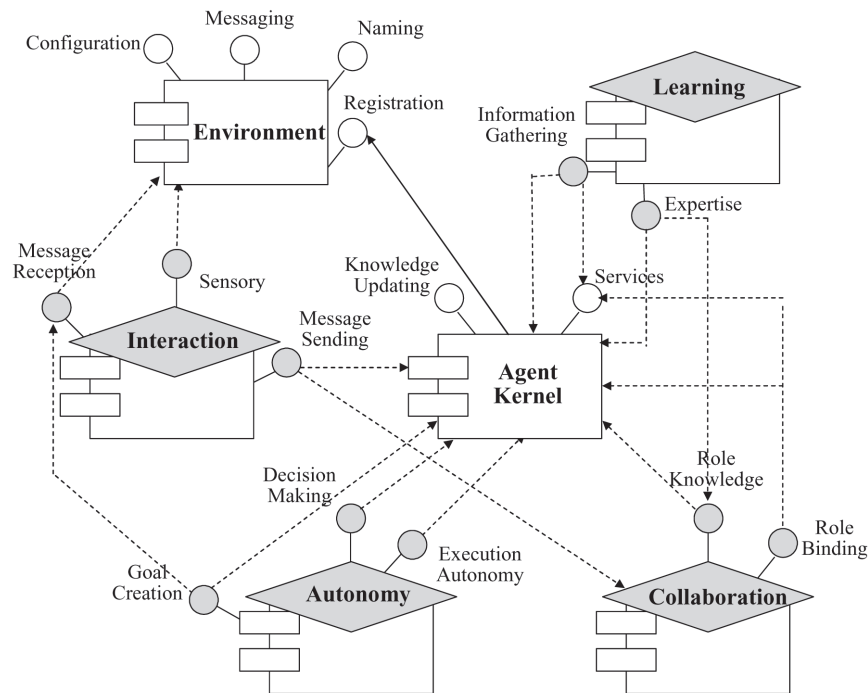 Messaging
Configuration
Naming
Registration
Environment
Learning
Information
Gathering
Expertise
Message
Reception
Sensory
Knowledge
Updating
Services
Interaction
Message
Sending
Agent
Kernel
Decision
Making
Role
Knowledge
Role
Binding
Execution
Autonomy
Goal
Creation
Autonomy
Collaboration